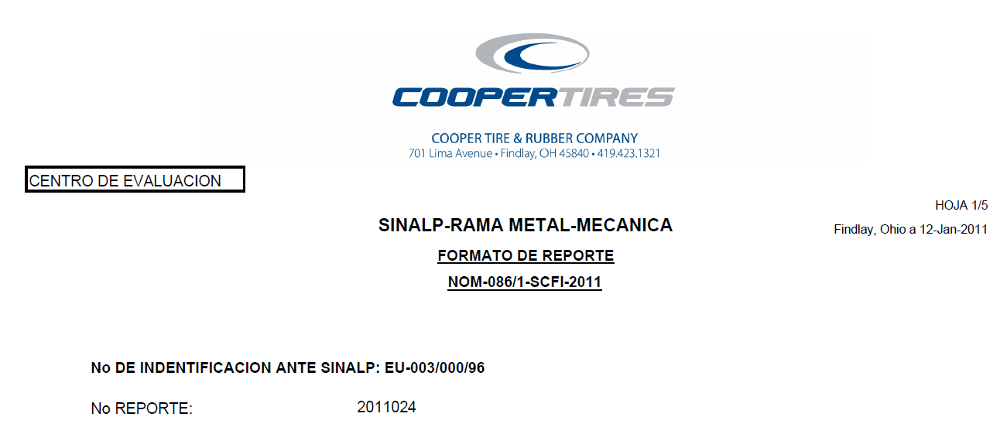 COOPERTIRES
COOPER TIRE & RUBBER COMPANY
701 Lima Avenue • Findlay, OH 45840 • 419.423.1321
CENTRO DE EVALUACION
HOJA 1/5
SINALP-RAMA METAL-MECANICA
Findlay, Ohio a 12-Jan-2011
FORMATO DE REPORTE
NOM-086/1-SCFI-2011
No DE INDENTIFICACION ANTE SINALP: EU-003/000/96
No REPORTE: 2011024